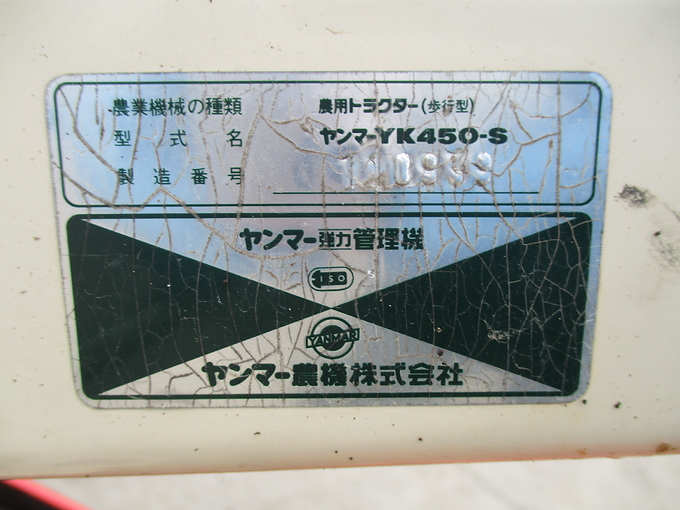 農業機械の種類 農用トラクター(歩行型)
型式名 ヤンマーYK450-S
製造番号
ヤンマー強力管理機
ISO
YANMAR
ヤンマー農機株式会社